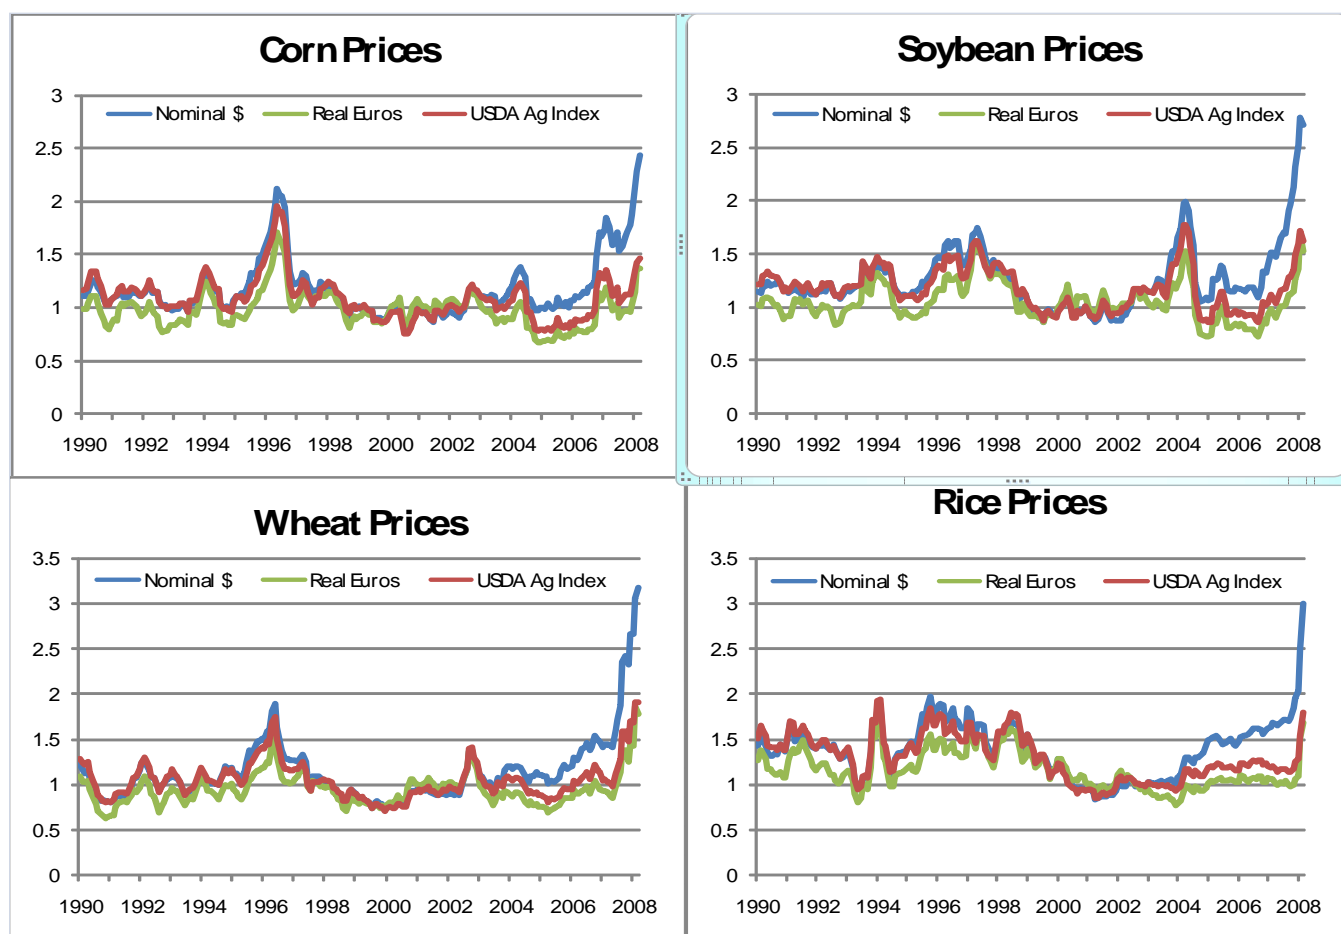 Corn Prices
3
Nominal $ Real Euros USDA Ag Index
2.5
2
1.5
1
0.5
0
1990 1992 1994 1996 1998 2000 2002 2004 2006 2008
Soybean Prices
3
Nominal $ Real Euros USDA Ag Index
2.5
2
1.5
1
0.5
0
1990 1992 1994 1996 1998 2000 2002 2004 2006 2008
Wheat Prices
3.5
Nominal $ Real Euros USDA Ag Index
3
2.5
2
1.5
1
0.5
0
1990 1992 1994 1996 1998 2000 2002 2004 2006 2008
Rice Prices
3.5
Nominal $ Real Euros USDA Ag Index
3
2.5
2
1.5
1
0.5
0
1990 1992 1994 1996 1998 2000 2002 2004 2006 2008